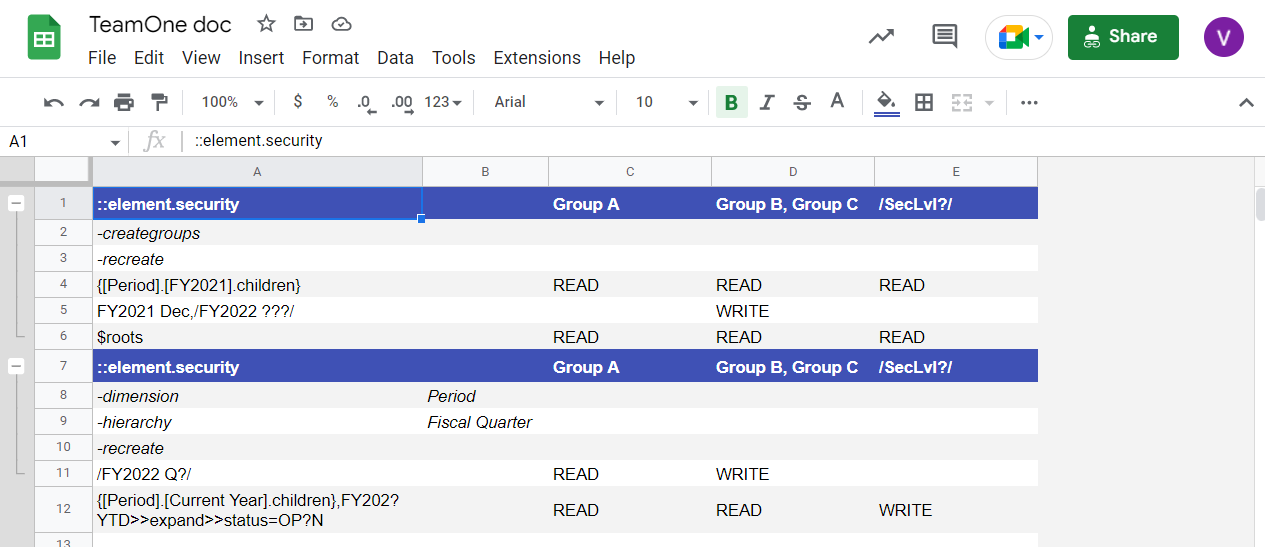 TeamOne doc
File Edit View Insert Format Data Tools Extensions Help
Share
V
100% $ % .0 .00 123 Arial 10 B I S A
A1 fx ::element.security
A B C D E
1 ::element.security Group A Group B, Group C /SecLvl?/
2 -creategroups
3 -recreate
4 {[Period].[FY2021].children} READ READ READ
5 FY2021 Dec,/FY2022 ???/ WRITE
6 $roots READ READ READ
7 ::element.security Group A Group B, Group C /SecLvl?/
8 -dimension Period
9 -hierarchy Fiscal Quarter
10 -recreate
11 /FY2022 Q?/ READ WRITE
12 {[Period].[Current Year].children},FY202?
YTD>>expand>>status=OP?N READ READ WRITE
13